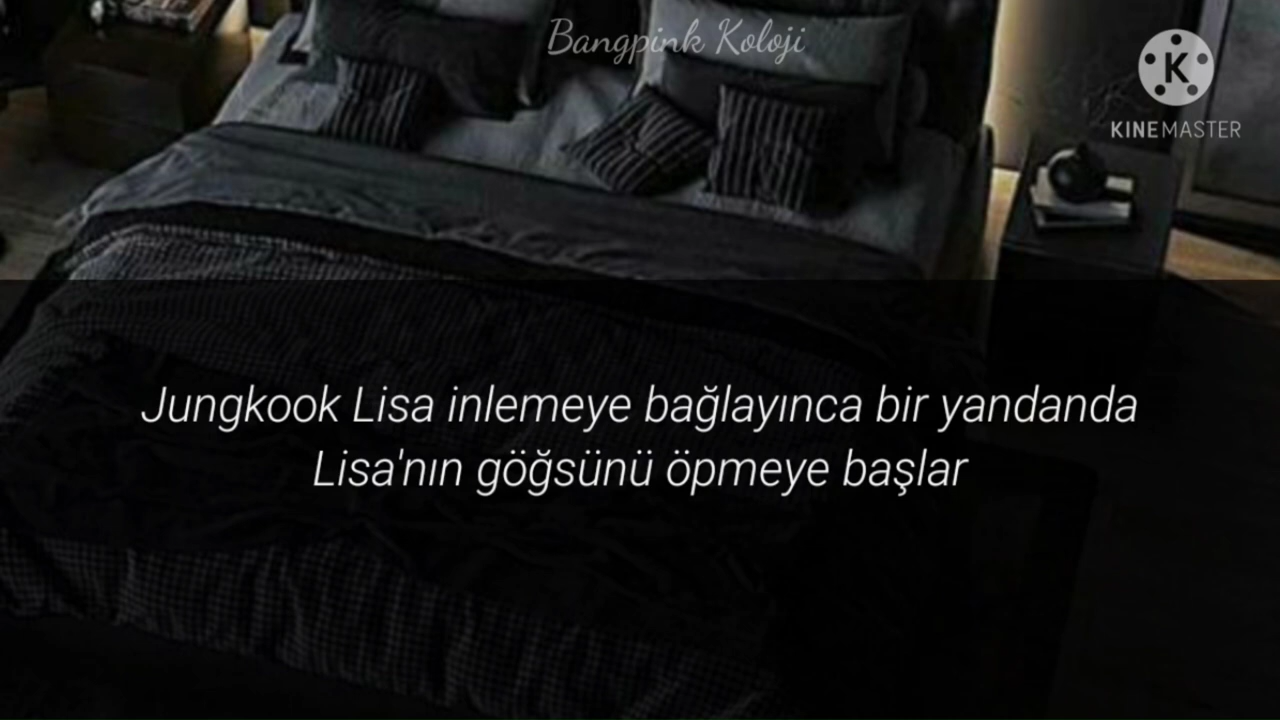 Bangpink Koloji
K
KINEMASTER
Jungkook Lisa inlemeye bağlayınca bir yandanda
Lisa'nın göğsünü öpmeye başlar